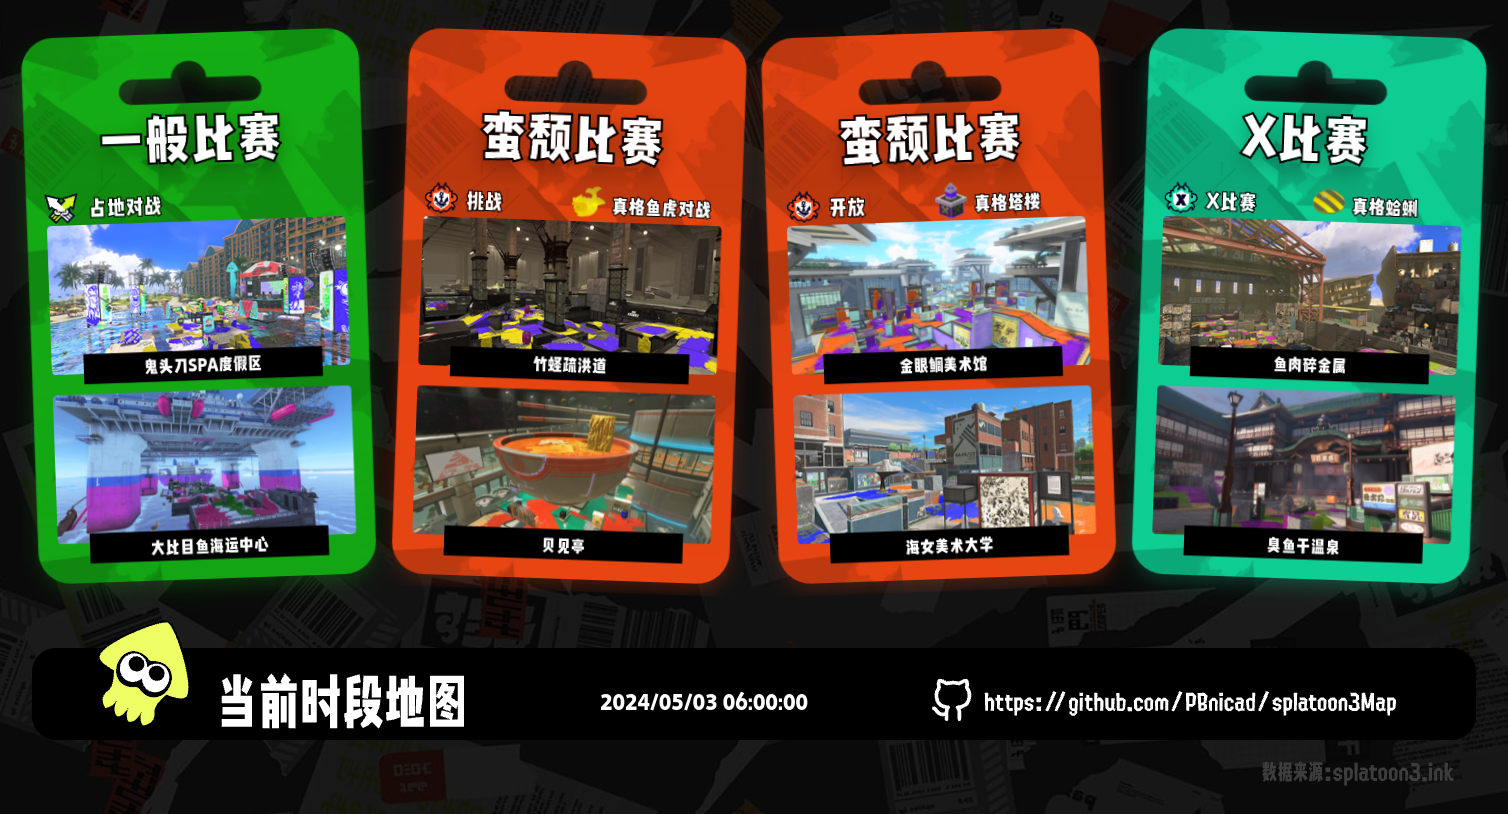 一般比赛
占地对战
鬼头刀SPA度假区
大比目鱼海运中心
蛮颓比赛
挑战
真格鱼虎对战
竹蛏疏洪道
贝见亭
蛮颓比赛
开放
真格塔楼
金眼鲷美术馆
海女美术大学
X比赛
X比赛
真格蛤蜊
鱼肉碎金属
臭鱼干温泉
当前时段地图
2024/05/03 06:00:00
https://github.com/PBnicad/splatoon3Map
数据来源:splatoon3.ink